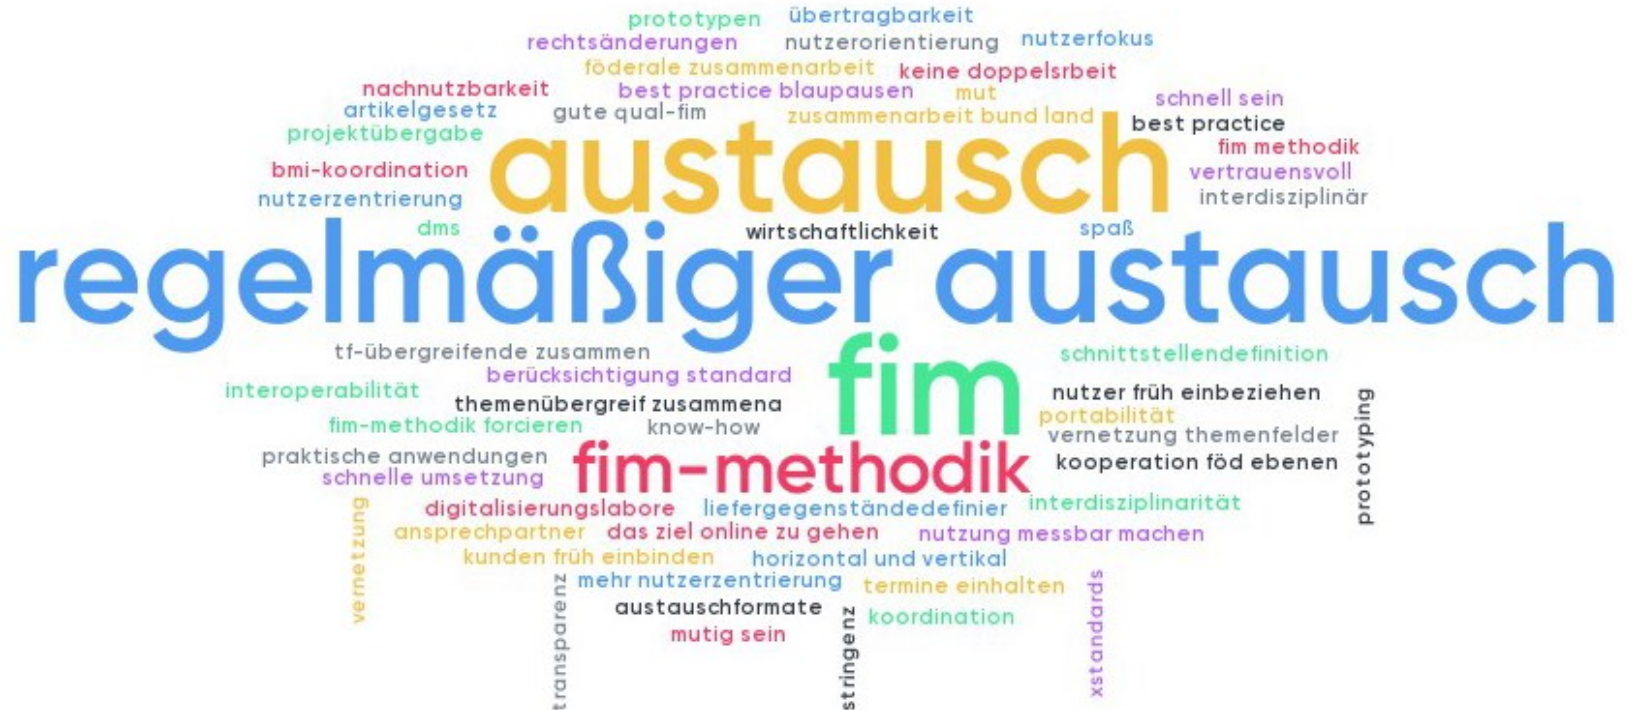 prototypen
übertragbarkeit
rechtsänderungen
nutzerorientierung
nutzerfokus
föderale zusammenarbeit
keine doppelsrbeit
nachnutzbarkeit
best practice blaupausen
mut
schnell sein
artikelgesetz
gute qual-fim
zusammenarbeit bund land
best practice
projektübergabe
austausch
fim methodik
bmi-koordination
vertrauensvoll
nutzerzentrierung
interdisziplinär
dms
wirtschaftlichkeit
spaß
regelmäßiger austausch
tf-übergreifende zusammen
schnittstellendefinition
berücksichtigung standard
fim
interoperabilität
nutzer früh einbeziehen
themenübergreif zusammena
portabilität
prototyping
fim-methodik forcieren
know-how
vernetzung themenfelder
praktische anwendungen
fim-methodik
kooperation föd ebenen
schnelle umsetzung
digitalisierungslabore
liefergegenständedefinier
interdisziplinarität
vernetzung
ansprechpartner
das ziel online zu gehen
nutzung messbar machen
kunden früh einbinden
horizontal und vertikal
transparenz
mehr nutzerzentrierung
termine einhalten
xstandards
austauschformate
stringenz
koordination
mutig sein